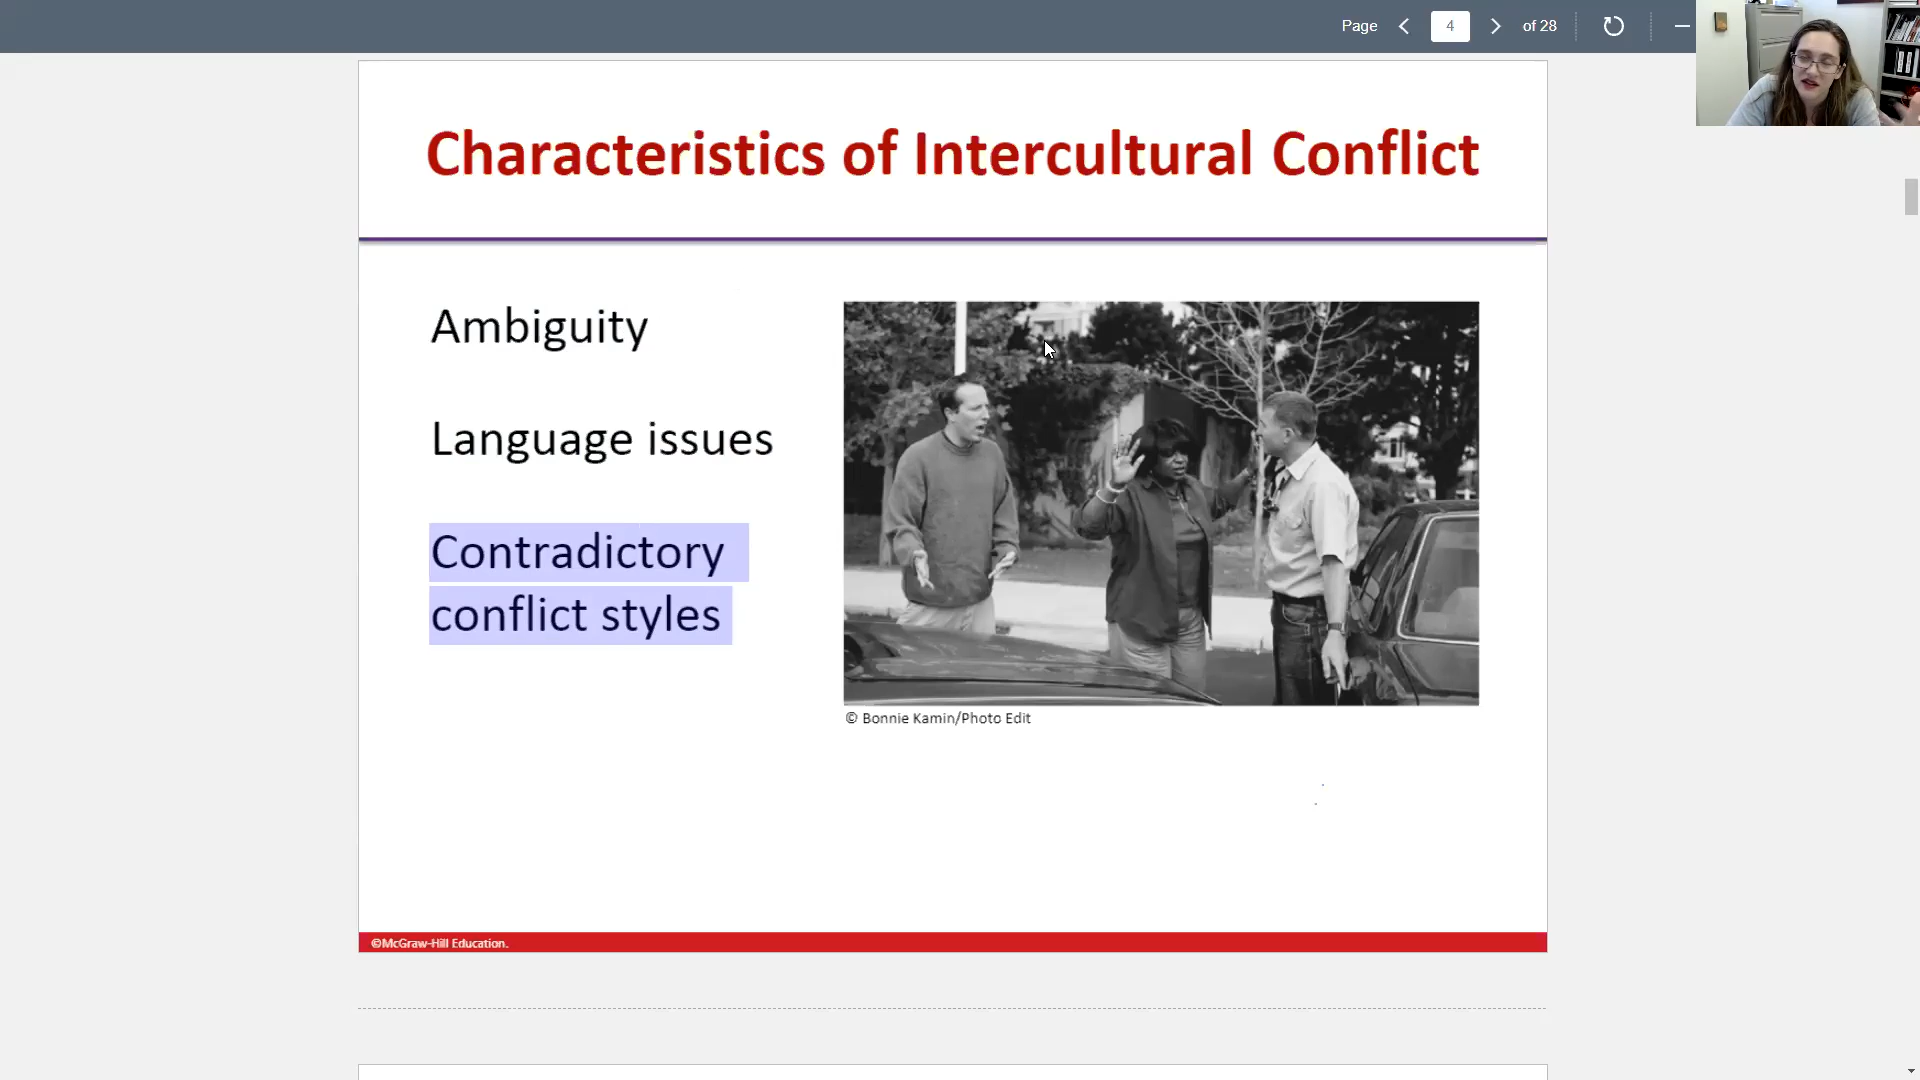 Page 4 of 28
Characteristics of Intercultural Conflict
Ambiguity
Language issues
Contradictory
conflict styles
© Bonnie Kamin/Photo Edit
©McGraw-Hill Education.